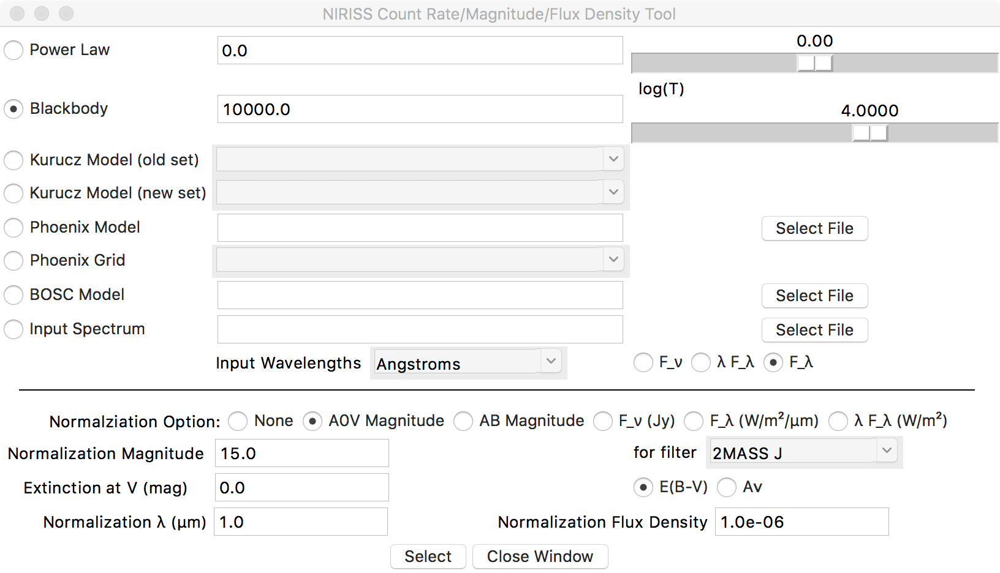 NIRISS Count Rate/Magnitude/Flux Density Tool
Power Law 0.0 0.00
log(T)
Blackbody 10000.0 4.0000
Kurucz Model (old set)
Kurucz Model (new set)
Phoenix Model Select File
Phoenix Grid
BOSC Model Select File
Input Spectrum Select File
Input Wavelengths Angstroms F_ν λ F_λ F_λ
Normalziation Option: None A0V Magnitude AB Magnitude F_ν (Jy) F_λ (W/m²/μm) λ F_λ (W/m²)
Normalization Magnitude 15.0 for filter 2MASS J
Extinction at V (mag) 0.0 E(B-V) Av
Normalization λ (μm) 1.0 Normalization Flux Density 1.0e-06
Select Close Window